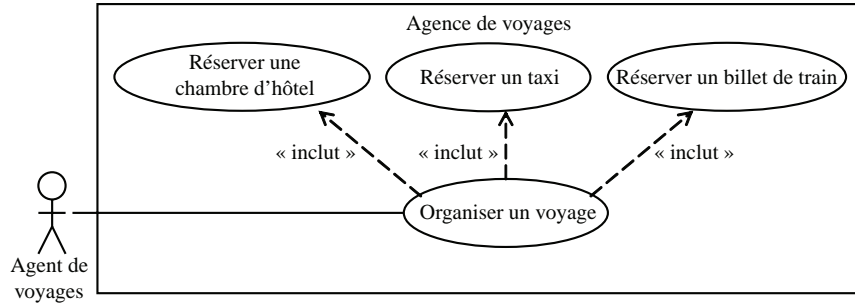 Agence de voyages
Réserver une
chambre d’hôtel
Réserver un taxi
Réserver un billet de train
« inclut »
« inclut »
« inclut »
Organiser un voyage
Agent de
voyages